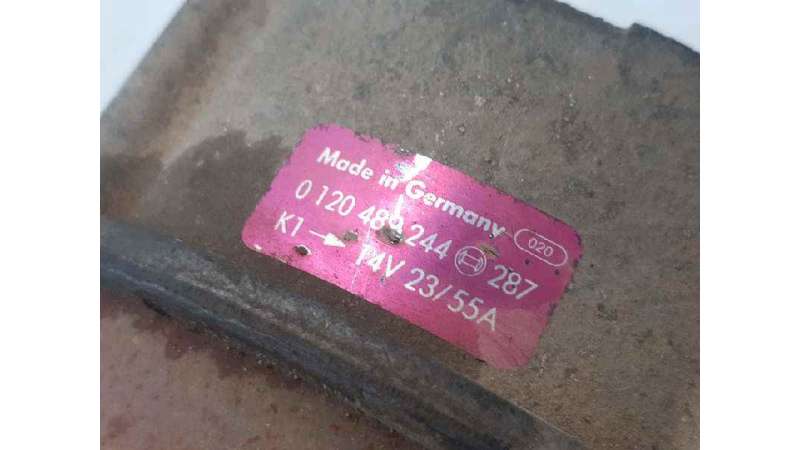 Made in Germany 020
0 120 489 244 287
K1 → 14V 23/55A